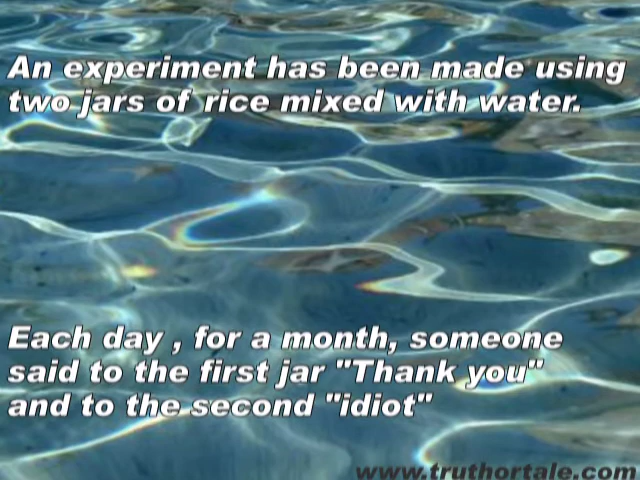 An experiment has been made using
two jars of rice mixed with water.
Each day , for a month, someone
said to the first jar "Thank you"
and to the second "idiot"
www.truthortale.com